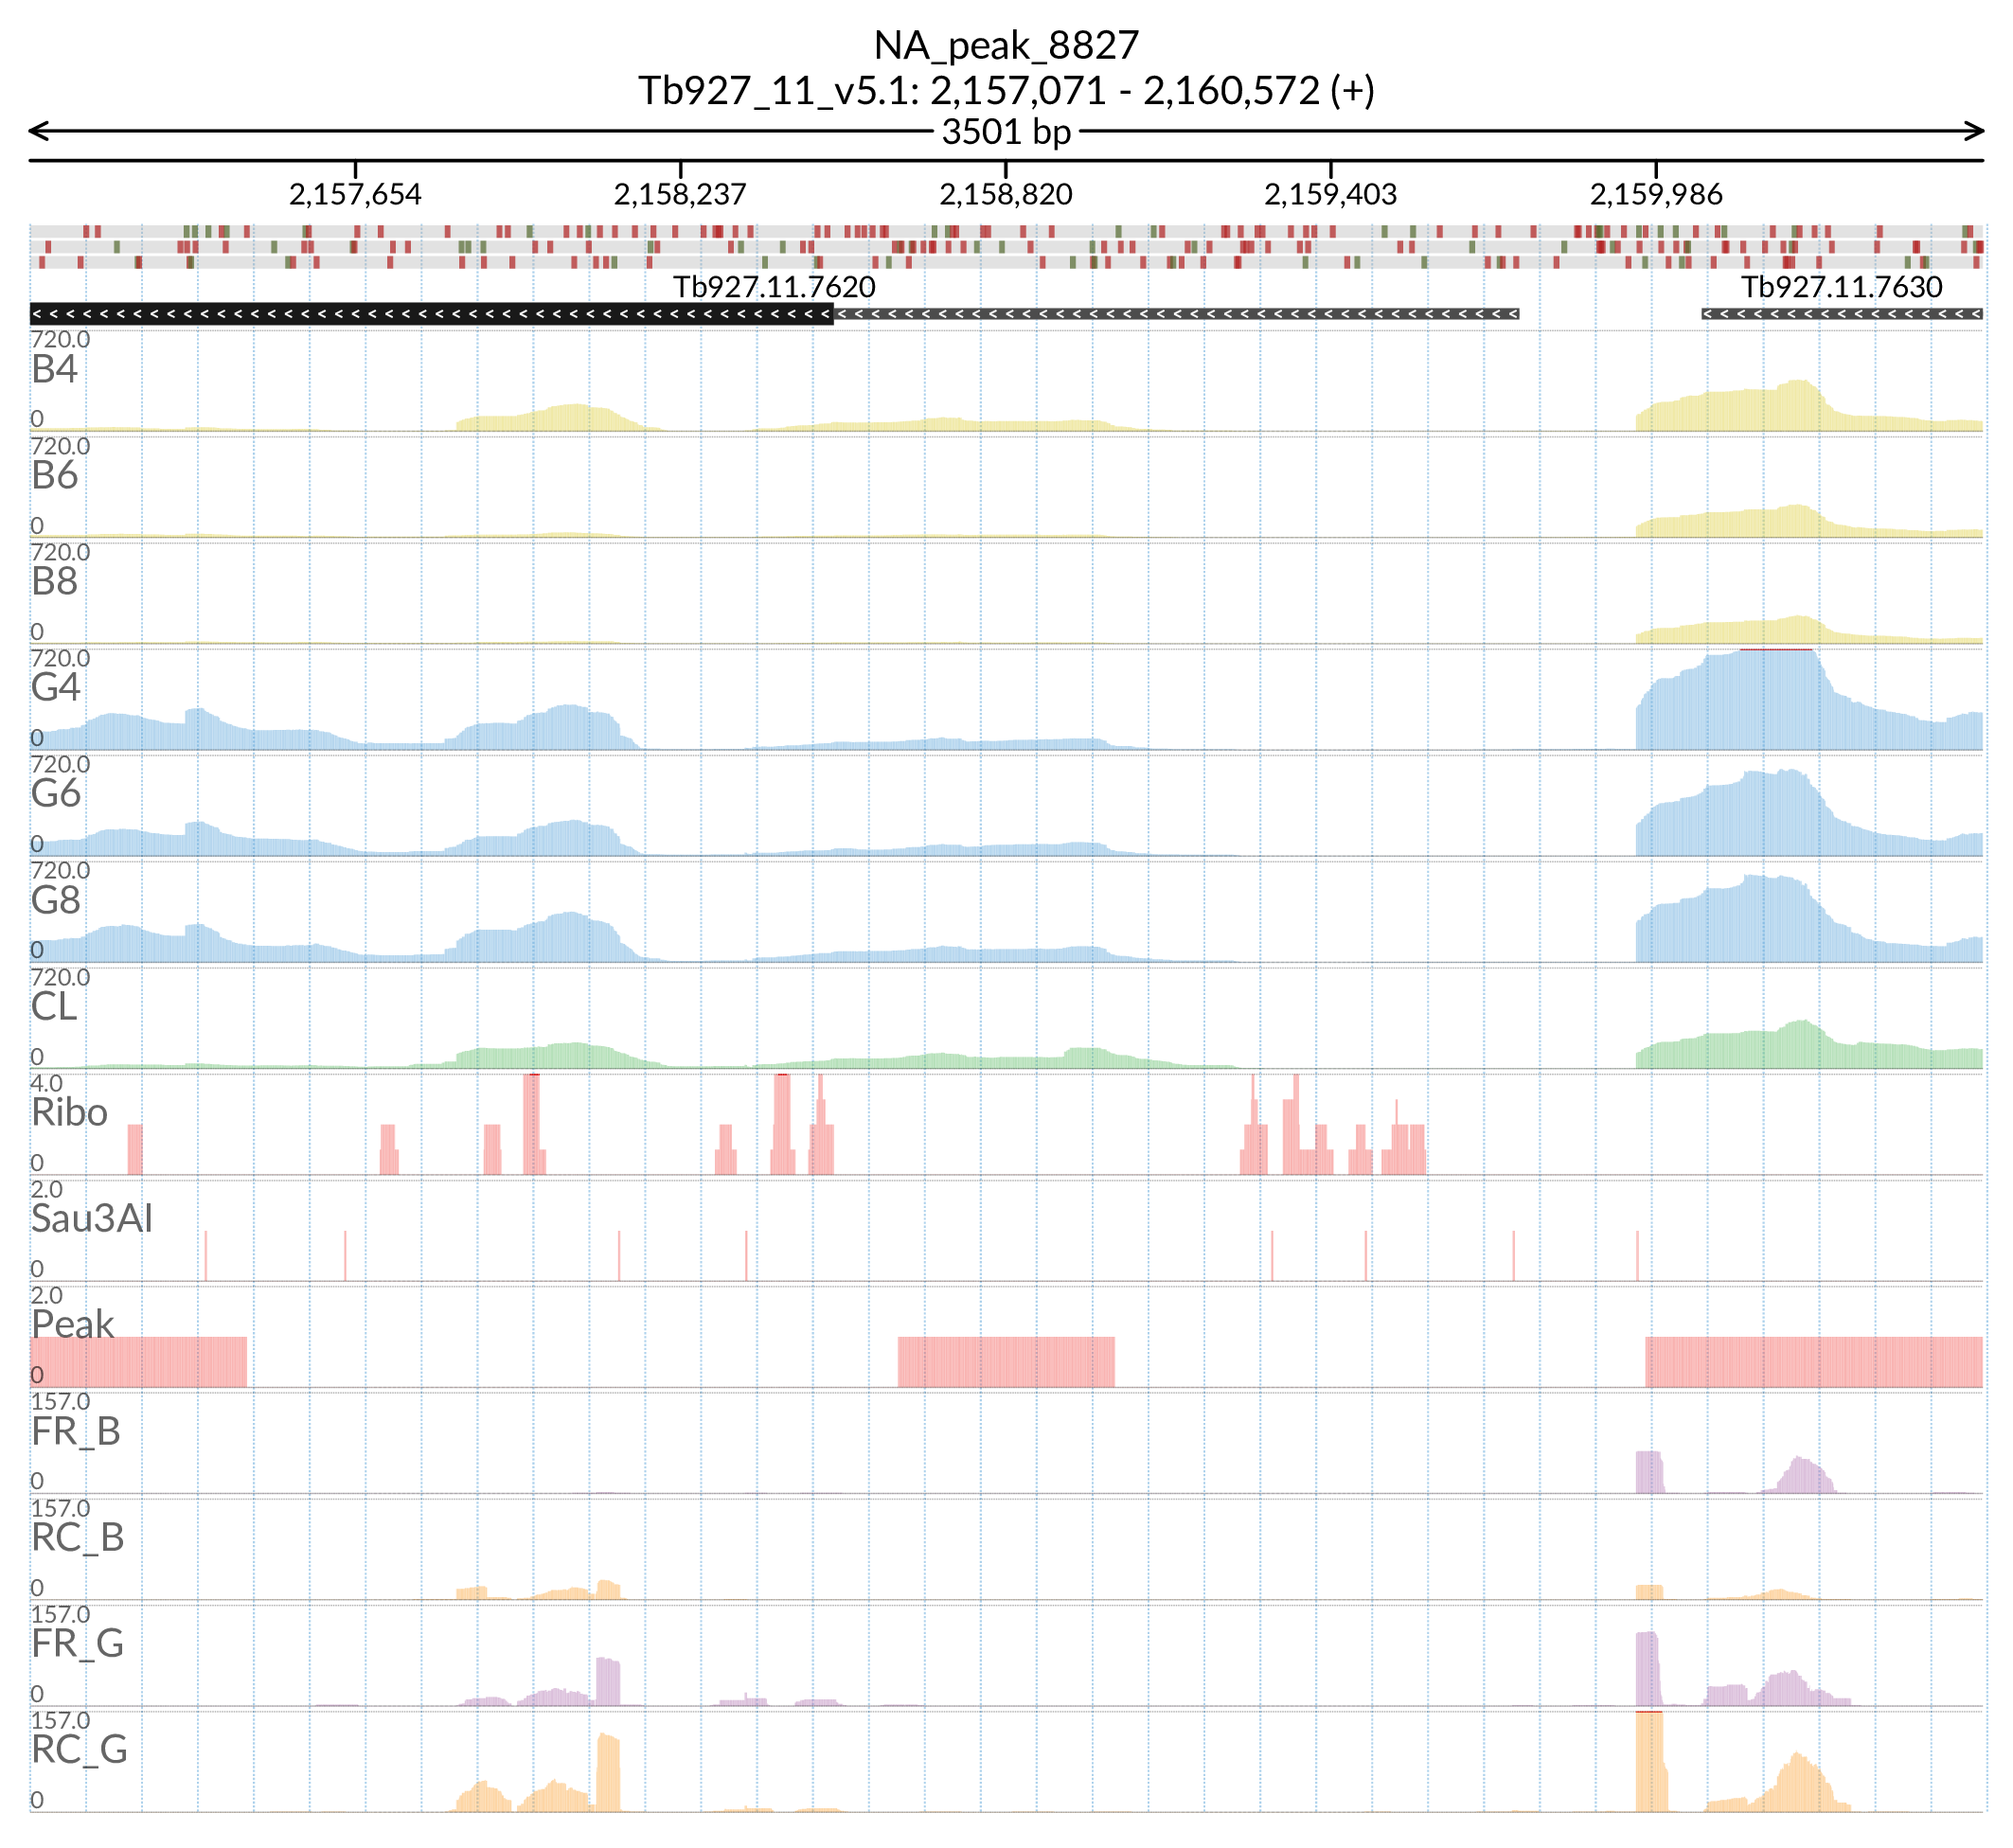 NA_peak_8827
Tb927_11_v5.1: 2,157,071 - 2,160,572 (+)
3501 bp
2,157,654 2,158,237 2,158,820 2,159,403 2,159,986
Tb927.11.7620 Tb927.11.7630
720.0
B4
0
720.0
B6
0
720.0
B8
0
720.0
G4
0
720.0
G6
0
720.0
G8
0
720.0
CL
0
4.0
Ribo
0
2.0
Sau3AI
0
2.0
Peak
0
157.0
FR_B
0
157.0
RC_B
0
157.0
FR_G
0
157.0
RC_G
0